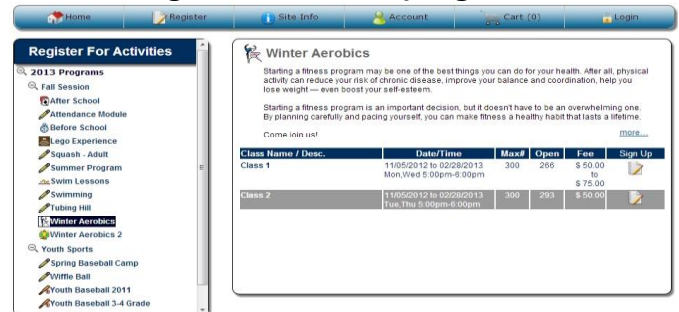 Home Register Site Info Account Cart (0) Login
Register For Activities
2013 Programs
Fall Session
After School
Attendance Module
Before School
Lego Experience
Squash - Adult
Summer Program
Swim Lessons
Swimming
Tubing Hill
Winter Aerobics
Winter Aerobics 2
Youth Sports
Spring Baseball Camp
Wiffle Ball
Youth Baseball 2011
Youth Baseball 3-4 Grade
Winter Aerobics
Starting a fitness program may be one of the best things you can do for your health. After all, physical
activity can reduce your risk of chronic disease, improve your balance and coordination, help you
lose weight — even boost your self-esteem.
Starting a fitness program is an important decision, but it doesn't have to be an overwhelming one.
By planning carefully and pacing yourself, you can make fitness a healthy habit that lasts a lifetime.
Come join us!
more...
Class Name / Desc. Date/Time Max# Open Fee Sign Up
Class 1 11/05/2012 to 02/28/2013 300 266 $ 50.00
Mon,Wed 5:00pm-6:00pm to
$ 75.00
Class 2 11/05/2012 to 02/28/2013 300 293 $ 50.00
Tue,Thu 5:00pm-6:00pm